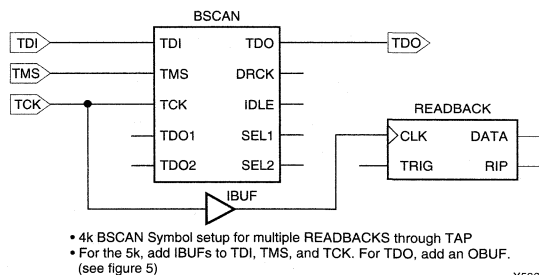 BSCAN
TDI
TDI
TDO
TDO
TMS
TMS
DRCK
TCK
TCK
IDLE
READBACK
TDO1
SEL1
CLK
DATA
TDO2
SEL2
TRIG
RIP
IBUF
• 4k BSCAN Symbol setup for multiple READBACKS through TAP
• For the 5k, add IBUFs to TDI, TMS, and TCK. For TDO, add an OBUF.
(see figure 5)